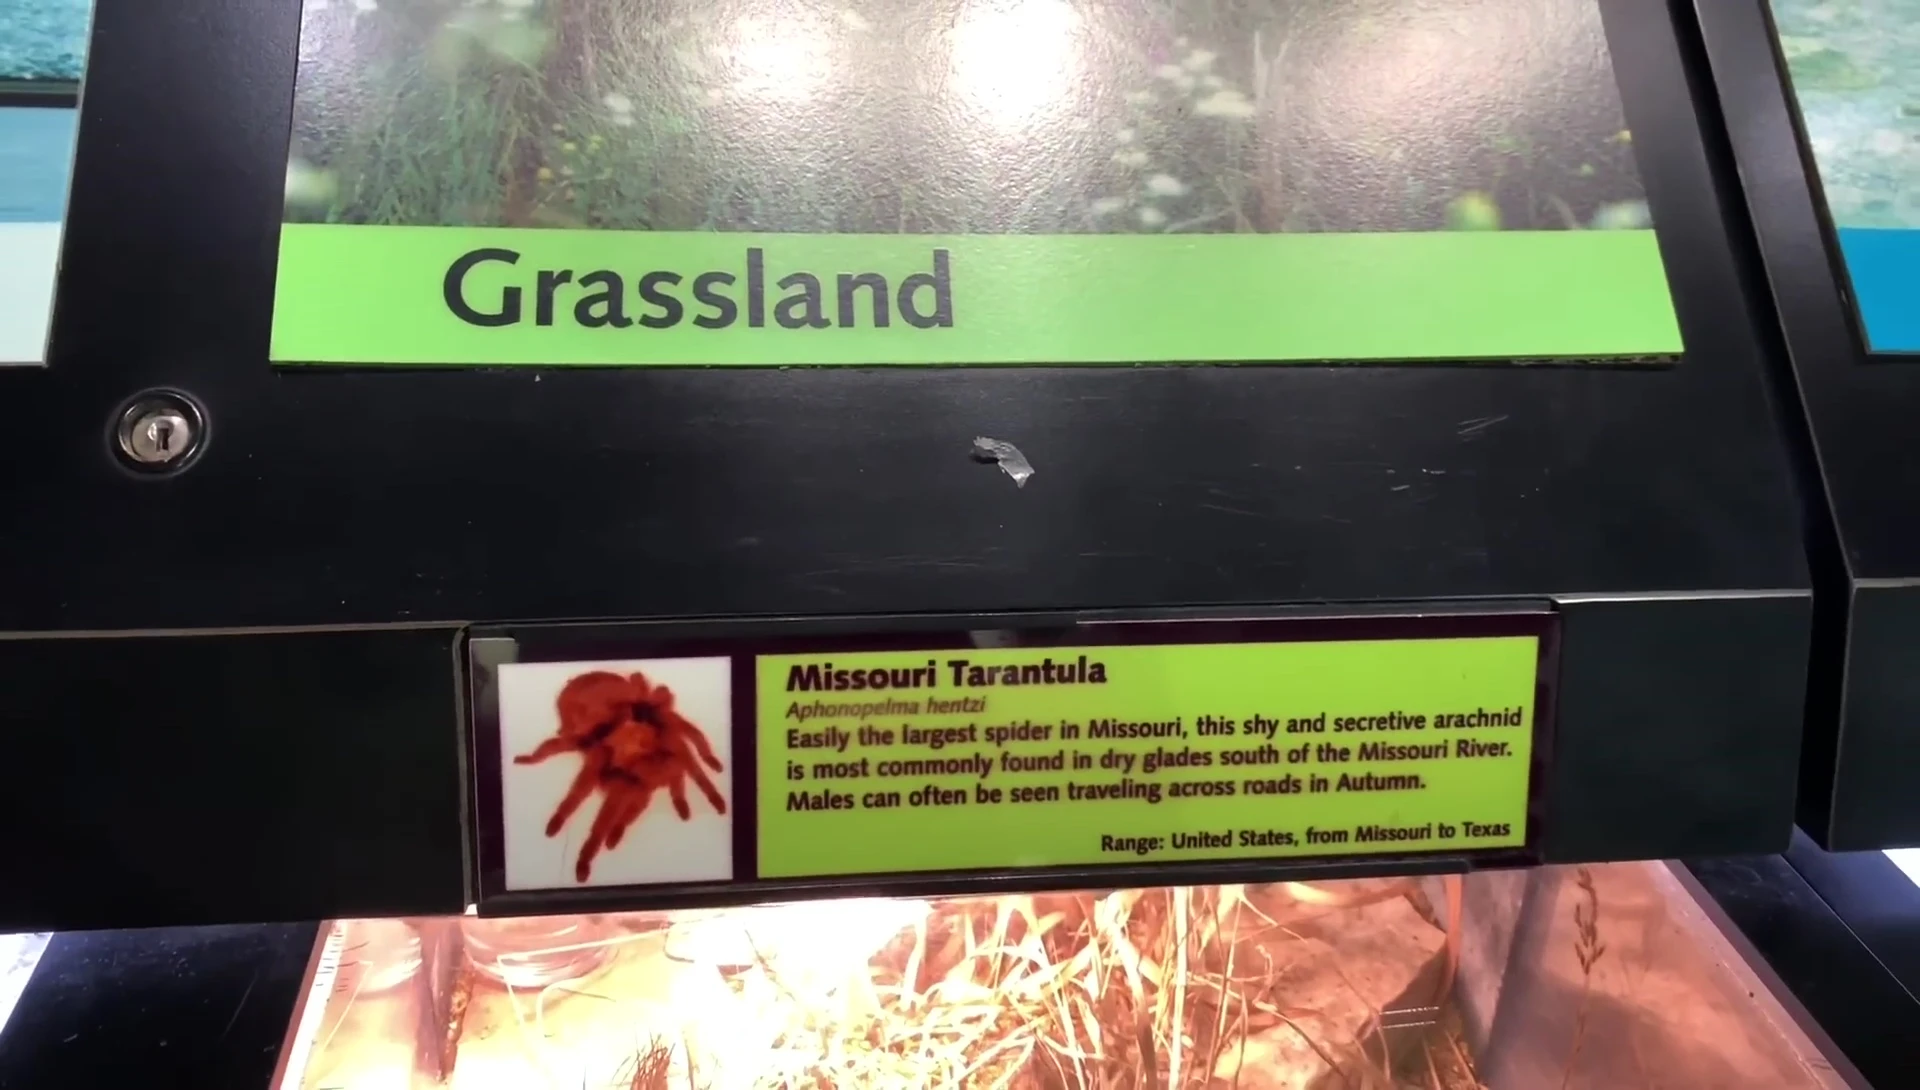 Grassland
Missouri Tarantula
Aphonopelma hentzi
Easily the largest spider in Missouri, this shy and secretive arachnid
is most commonly found in dry glades south of the Missouri River.
Males can often be seen traveling across roads in Autumn.
Range: United States, from Missouri to Texas